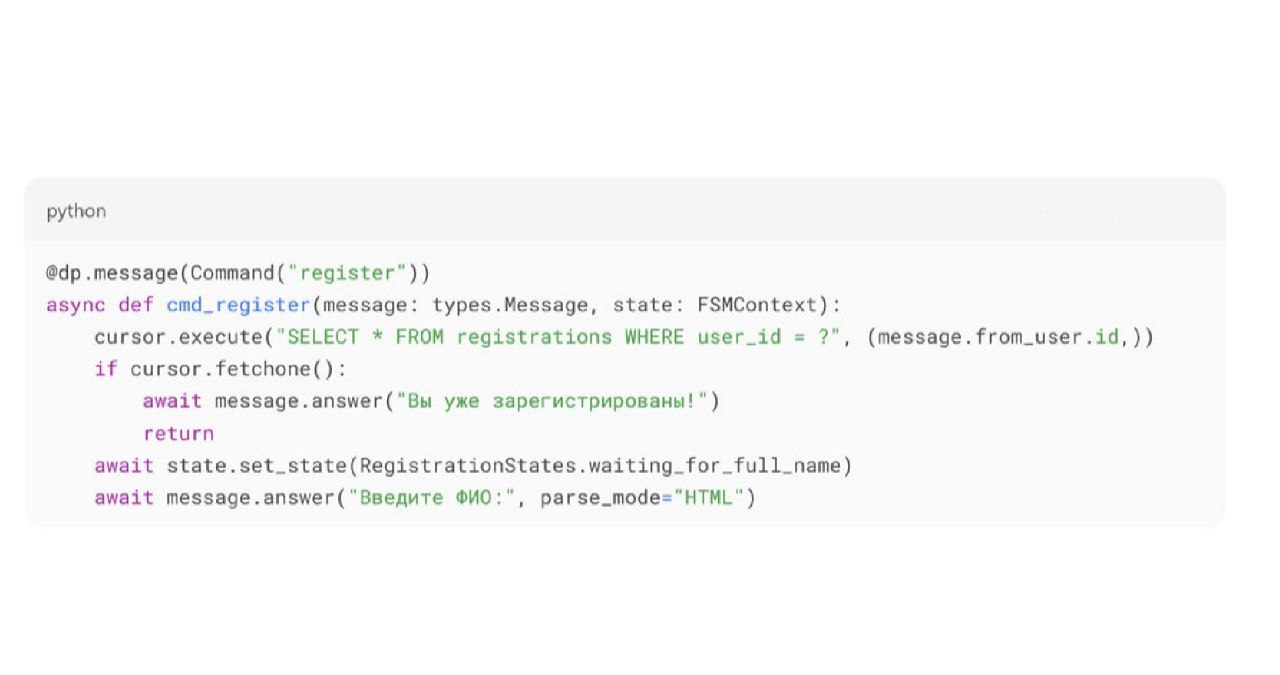 python
@dp.message(Command("register"))
async def cmd_register(message: types.Message, state: FSMContext):
    cursor.execute("SELECT * FROM registrations WHERE user_id = ?", (message.from_user.id,))
    if cursor.fetchone():
        await message.answer("Вы уже зарегистрированы!")
        return
    await state.set_state(RegistrationStates.waiting_for_full_name)
    await message.answer("Введите ФИО:", parse_mode="HTML")